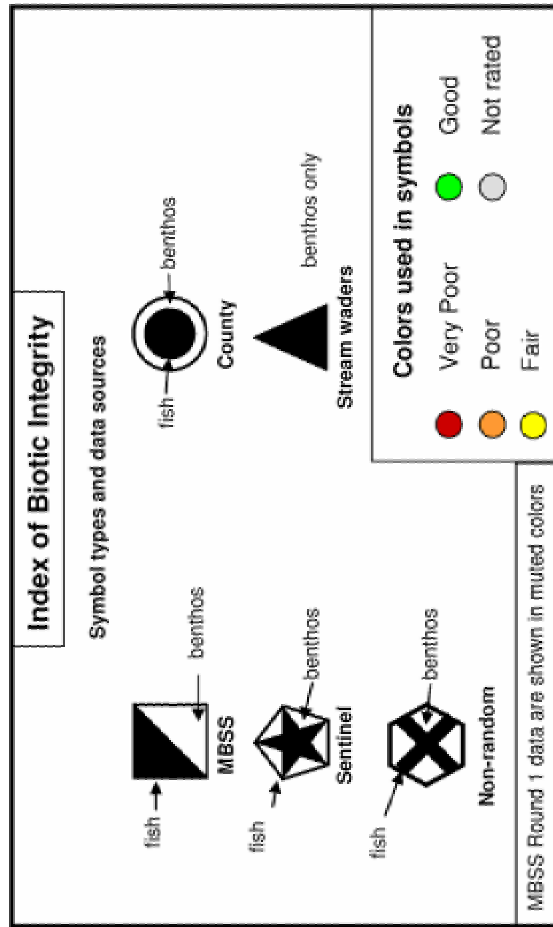 Index of Biotic Integrity
Symbol types and data sources
fish
benthos
MBSS
fish
benthos
County
fish
benthos
Sentinel
benthos only
Stream waders
fish
benthos
Non-random
Colors used in symbols
Very Poor
Good
Poor
Not rated
Fair
MBSS Round 1 data are shown in muted colors